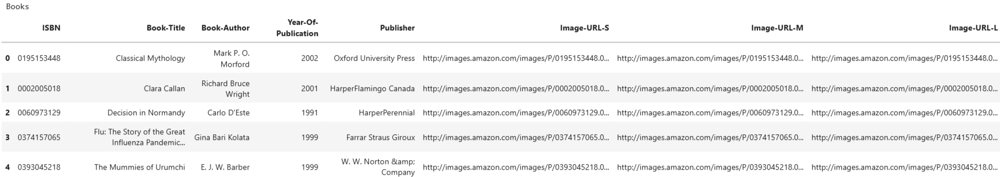 Books
ISBN Book-Title Book-Author Year-Of-Publication Publisher Image-URL-S Image-URL-M Image-URL-L
0 0195153448 Classical Mythology Mark P. O. Morford 2002 Oxford University Press http://images.amazon.com/images/P/0195153448.0... http://images.amazon.com/images/P/0195153448.0... http://images.amazon.com/images/P/0195153448.0...
1 0002005018 Clara Callan Richard Bruce Wright 2001 HarperFlamingo Canada http://images.amazon.com/images/P/0002005018.0... http://images.amazon.com/images/P/0002005018.0... http://images.amazon.com/images/P/0002005018.0...
2 0060973129 Decision in Normandy Carlo D'Este 1991 HarperPerennial http://images.amazon.com/images/P/0060973129.0... http://images.amazon.com/images/P/0060973129.0... http://images.amazon.com/images/P/0060973129.0...
3 0374157065 Flu: The Story of the Great Influenza Pandemic... Gina Bari Kolata 1999 Farrar Straus Giroux http://images.amazon.com/images/P/0374157065.0... http://images.amazon.com/images/P/0374157065.0... http://images.amazon.com/images/P/0374157065.0...
4 0393045218 The Mummies of Urumchi E. J. W. Barber 1999 W. W. Norton &amp; Company http://images.amazon.com/images/P/0393045218.0... http://images.amazon.com/images/P/0393045218.0... http://images.amazon.com/images/P/0393045218.0...